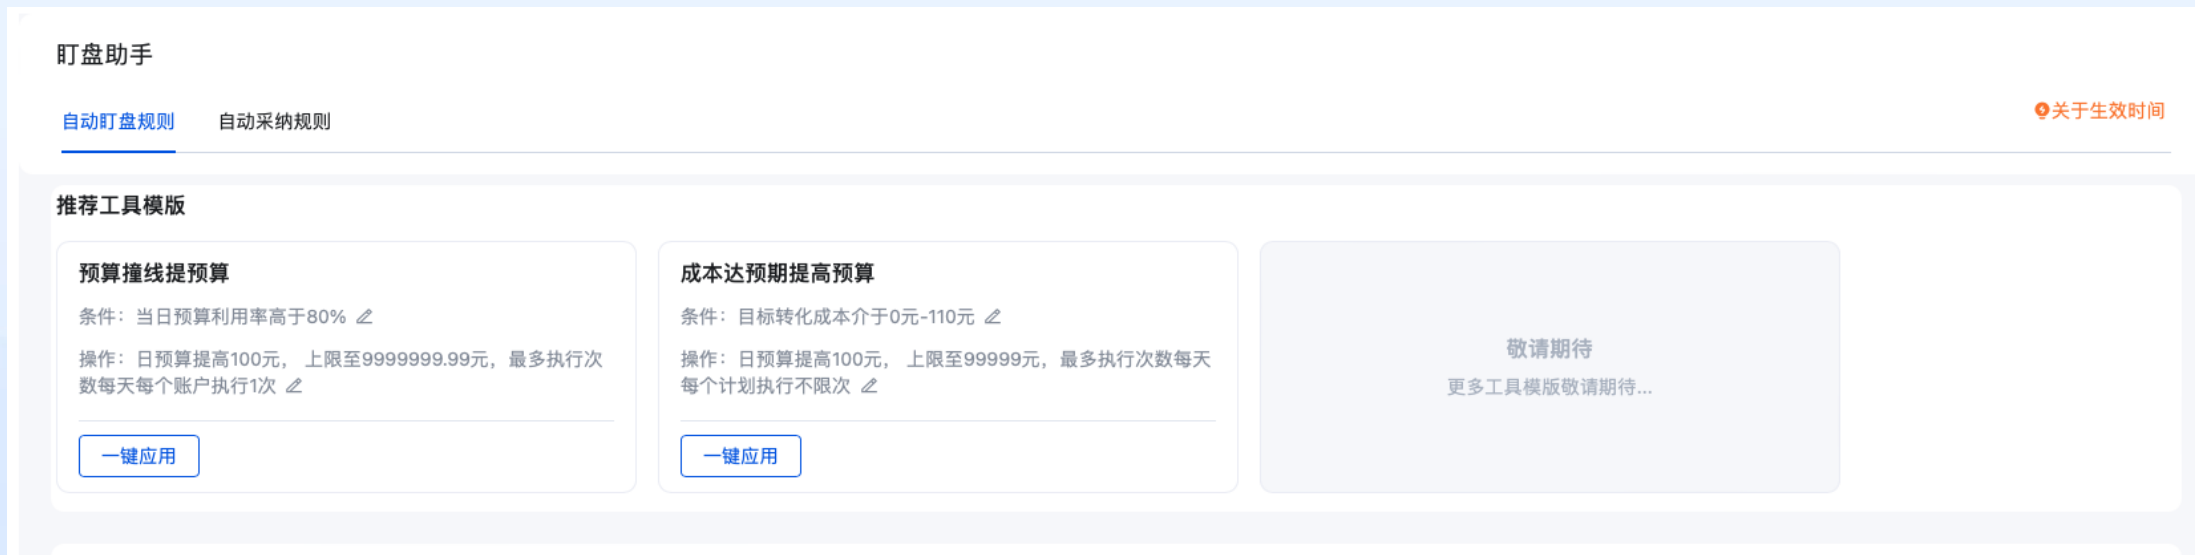 盯盘助手
自动盯盘规则
自动采纳规则
关于生效时间
推荐工具模版
预算撞线提预算
条件：当日预算利用率高于80%
操作：日预算提高100元， 上限至9999999.99元，最多执行次
数每天每个账户执行1次
一键应用
成本达预期提高预算
条件：目标转化成本介于0元-110元
操作：日预算提高100元， 上限至99999元，最多执行次数每天
每个计划执行不限次
一键应用
敬请期待
更多工具模版敬请期待...